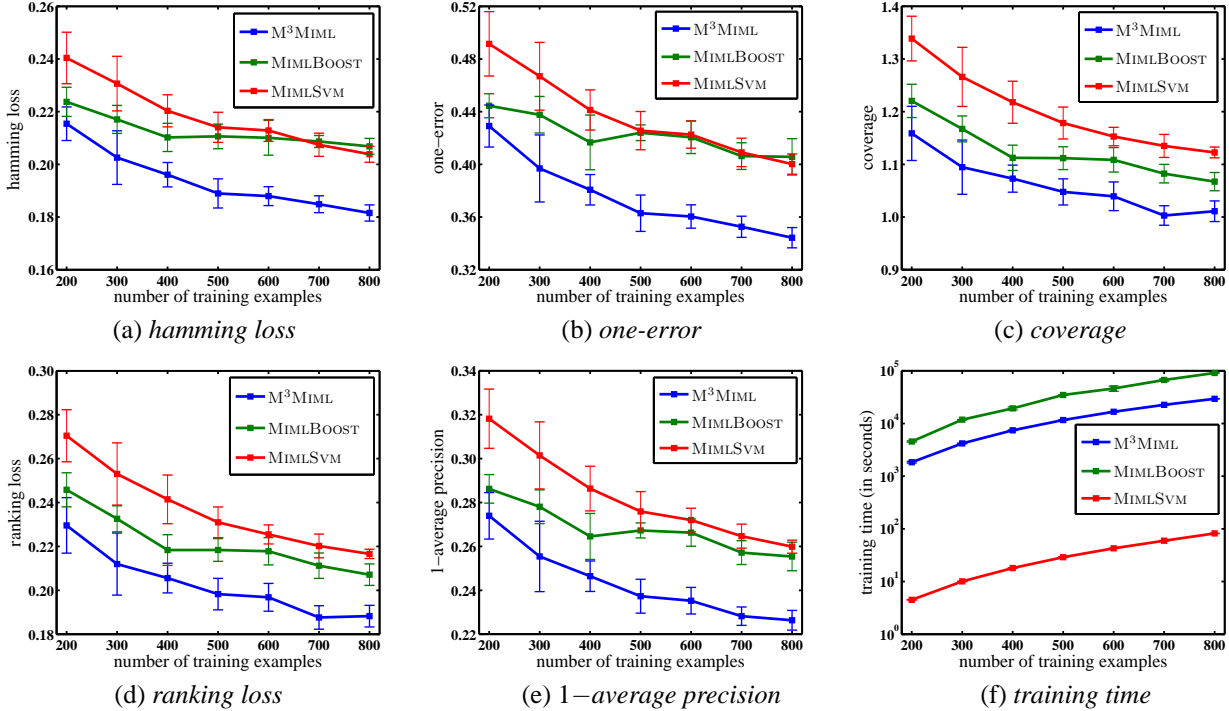 0.26
0.24
0.22
0.20
0.18
0.16
hamming loss
M³MIML
MIMLBOOST
MIMLSVM
200 300 400 500 600 700 800
number of training examples
(a) hamming loss
0.52
0.48
0.44
0.40
0.36
0.32
one−error
M³MIML
MIMLBOOST
MIMLSVM
200 300 400 500 600 700 800
number of training examples
(b) one-error
1.4
1.3
1.2
1.1
1.0
0.9
coverage
M³MIML
MIMLBOOST
MIMLSVM
200 300 400 500 600 700 800
number of training examples
(c) coverage
0.30
0.28
0.26
0.24
0.22
0.20
0.18
ranking loss
M³MIML
MIMLBOOST
MIMLSVM
200 300 400 500 600 700 800
number of training examples
(d) ranking loss
0.34
0.32
0.30
0.28
0.26
0.24
0.22
1−average precision
M³MIML
MIMLBOOST
MIMLSVM
200 300 400 500 600 700 800
number of training examples
(e) 1−average precision
10⁵
10⁴
10³
10²
10¹
10⁰
training time (in seconds)
M³MIML
MIMLBOOST
MIMLSVM
200 300 400 500 600 700 800
number of training examples
(f) training time